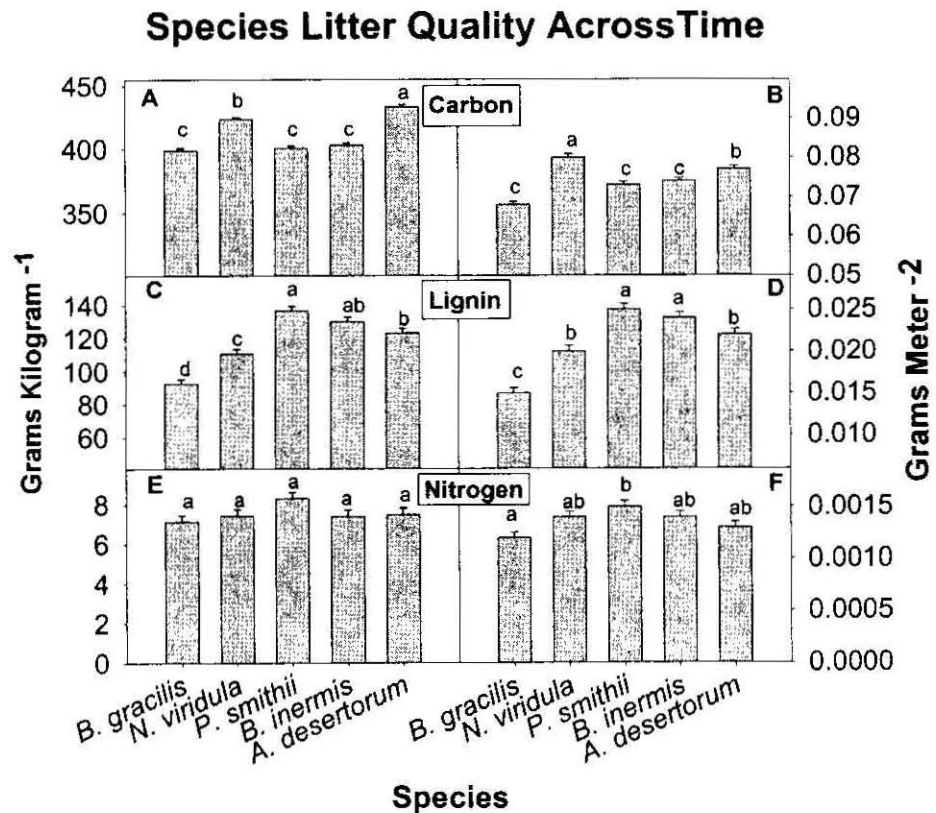 Species Litter Quality AcrossTime
A
B
Carbon
450
400
350
c
b
c
c
a
c
a
c
c
b
0.09
0.08
0.07
0.06
0.05
Grams Kilogram -1
Grams Meter -2
C
D
Lignin
140
120
100
80
60
d
c
a
ab
b
c
b
a
a
b
0.025
0.020
0.015
0.010
E
F
Nitrogen
8
6
4
2
0
a
a
a
a
a
a
ab
b
ab
ab
0.0015
0.0010
0.0005
0.0000
B. gracilis
N. viridula
P. smithii
B. inermis
A. desertorum
B. gracilis
N. viridula
P. smithii
B. inermis
A. desertorum
Species